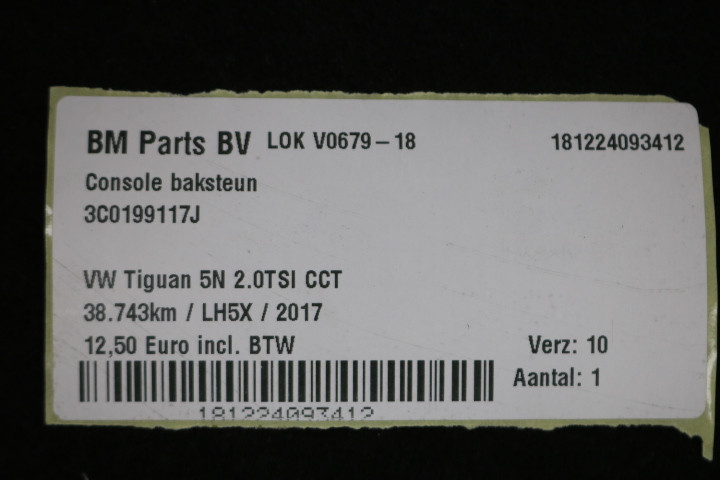 BM Parts BV LOK V0679-18 181224093412
Console baksteun
3C0199117J
VW Tiguan 5N 2.0TSI CCT
38.743km / LH5X / 2017
12,50 Euro incl. BTW Verz: 10
Aantal: 1
181224093412